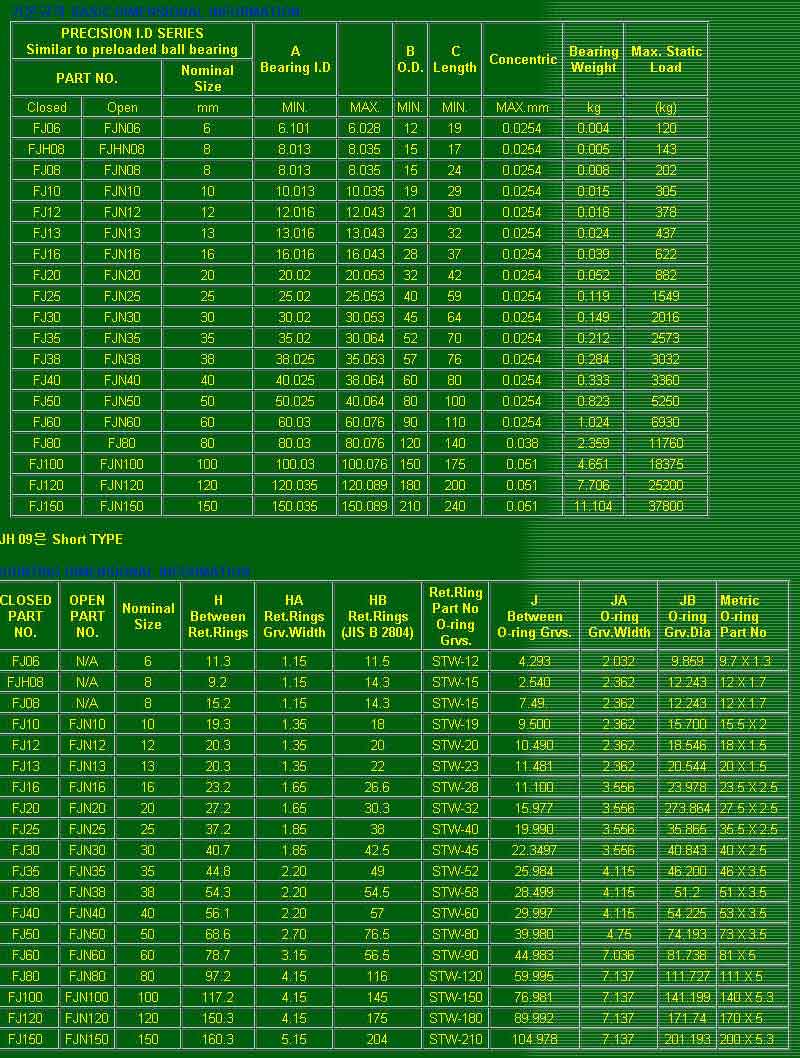 BASIC DIMENSIONAL INFORMATION
PRECISION I.D SERIES
Similar to preloaded ball bearing
A
Bearing I.D
B
O.D.
C
Length
Concentric
Bearing
Weight
Max. Static
Load
PART NO.
Nominal
Size
Closed Open mm MIN. MAX. MIN. MIN. MAX.mm kg (kg)
FJ06 FJN06 6 6.101 6.028 12 19 0.0254 0.004 120
FJH08 FJHN08 8 8.013 8.035 15 17 0.0254 0.005 143
FJ08 FJN08 8 8.013 8.035 15 24 0.0254 0.008 202
FJ10 FJN10 10 10.013 10.035 19 29 0.0254 0.015 305
FJ12 FJN12 12 12.016 12.043 21 30 0.0254 0.018 378
FJ13 FJN13 13 13.016 13.043 23 32 0.0254 0.024 437
FJ16 FJN16 16 16.016 16.043 28 37 0.0254 0.039 622
FJ20 FJN20 20 20.02 20.053 32 42 0.0254 0.052 882
FJ25 FJN25 25 25.02 25.053 40 59 0.0254 0.119 1549
FJ30 FJN30 30 30.02 30.053 45 64 0.0254 0.149 2016
FJ35 FJN35 35 35.02 30.064 52 70 0.0254 0.212 2573
FJ38 FJN38 38 38.025 35.053 57 76 0.0254 0.284 3032
FJ40 FJN40 40 40.025 38.064 60 80 0.0254 0.333 3360
FJ50 FJN50 50 50.025 40.064 80 100 0.0254 0.823 5250
FJ60 FJN60 60 60.03 60.076 90 110 0.0254 1.024 6930
FJ80 FJ80 80 80.03 80.076 120 140 0.038 2.359 11760
FJ100 FJN100 100 100.03 100.076 150 175 0.051 4.651 18375
FJ120 FJN120 120 120.035 120.089 180 200 0.051 7.706 25200
FJ150 FJN150 150 150.035 150.089 210 240 0.051 11.104 37800
JH 09은 Short TYPE
DIMENSIONAL INFORMATION
CLOSED
PART
NO.
OPEN
PART
NO.
Nominal
Size
H
Between
Ret.Rings
HA
Ret.Rings
Grv.Width
HB
Ret.Rings
(JIS B 2804)
Ret.Ring
Part No
O-ring
Grvs.
J
Between
O-ring Grvs.
JA
O-ring
Grv.Width
JB
O-ring
Grv.Dia
Metric
O-ring
Part No
FJ06 N/A 6 11.3 1.15 11.5 STW-12 4.293 2.032 9.859 9.7 X 1.3
FJH08 N/A 8 9.2 1.15 14.3 STW-15 2.540 2.362 12.243 12 X 1.7
FJ08 N/A 8 15.2 1.15 14.3 STW-15 7.49. 2.362 12.243 12 X 1.7
FJ10 FJN10 10 19.3 1.35 18 STW-19 9.500 2.362 15.700 15.5 X 2
FJ12 FJN12 12 20.3 1.35 20 STW-20 10.490 2.362 18.546 18 X 1.5
FJ13 FJN13 13 20.3 1.35 22 STW-23 11.481 2.362 20.544 20 X 1.5
FJ16 FJN16 16 23.2 1.65 26.6 STW-28 11.100 3.556 23.978 23.5 X 2.5
FJ20 FJN20 20 27.2 1.65 30.3 STW-32 15.977 3.556 273.864 27.5 X 2.5
FJ25 FJN25 25 37.2 1.85 38 STW-40 19.990 3.556 35.865 35.5 X 2.5
FJ30 FJN30 30 40.7 1.85 42.5 STW-45 22.3497 3.556 40.843 40 X 2.5
FJ35 FJN35 35 44.8 2.20 49 STW-52 25.984 4.115 46.200 46 X 3.5
FJ38 FJN38 38 54.3 2.20 54.5 STW-58 28.499 4.115 51.2 51 X 3.5
FJ40 FJN40 40 56.1 2.20 57 STW-60 29.997 4.115 54.225 53 X 3.5
FJ50 FJN50 50 68.6 2.70 76.5 STW-80 39.980 4.75 74.193 73 X 3.5
FJ60 FJN60 60 78.7 3.15 56.5 STW-90 44.983 7.036 81.738 81 X 5
FJ80 FJN80 80 97.2 4.15 116 STW-120 59.995 7.137 111.727 111 X 5
FJ100 FJN100 100 117.2 4.15 145 STW-150 76.981 7.137 141.199 140 X 5.3
FJ120 FJN120 120 150.3 4.15 175 STW-180 89.992 7.137 171.74 170 X 5
FJ150 FJN150 150 160.3 5.15 204 STW-210 104.978 7.137 201.193 200 X 5.3